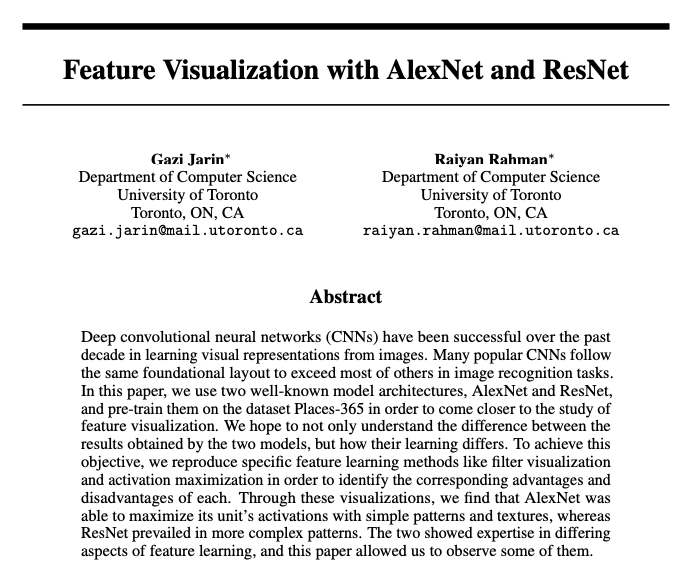 Feature Visualization with AlexNet and ResNet
Gazi Jarin*
Department of Computer Science
University of Toronto
Toronto, ON, CA
gazi.jarin@mail.utoronto.ca
Raiyan Rahman*
Department of Computer Science
University of Toronto
Toronto, ON, CA
raiyan.rahman@mail.utoronto.ca
Abstract
Deep convolutional neural networks (CNNs) have been successful over the past
decade in learning visual representations from images. Many popular CNNs follow
the same foundational layout to exceed most of others in image recognition tasks.
In this paper, we use two well-known model architectures, AlexNet and ResNet,
and pre-train them on the dataset Places-365 in order to come closer to the study of
feature visualization. We hope to not only understand the difference between the
results obtained by the two models, but how their learning differs. To achieve this
objective, we reproduce specific feature learning methods like filter visualization
and activation maximization in order to identify the corresponding advantages and
disadvantages of each. Through these visualizations, we find that AlexNet was
able to maximize its unit's activations with simple patterns and textures, whereas
ResNet prevailed in more complex patterns. The two showed expertise in differing
aspects of feature learning, and this paper allowed us to observe some of them.